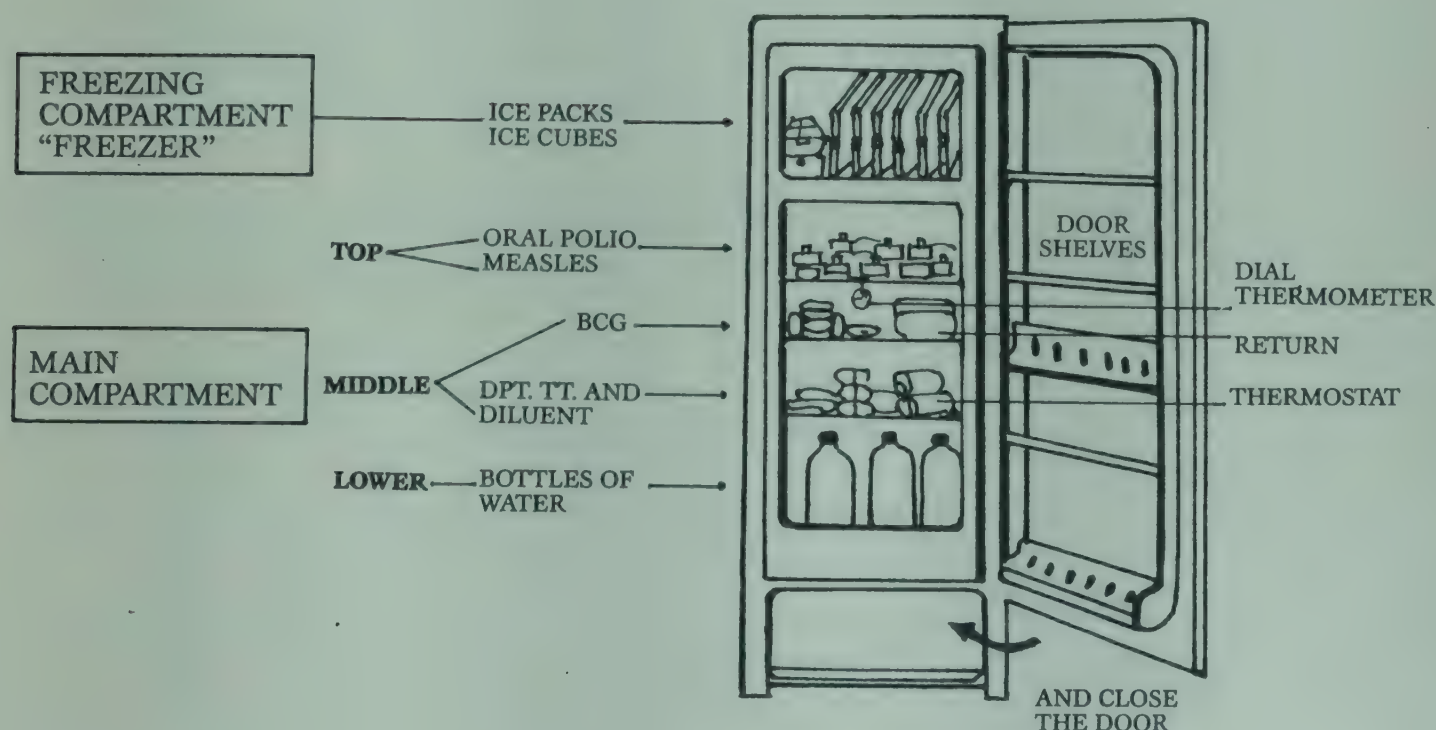 FREEZING
COMPARTMENT
“FREEZER”
ICE PACKS
ICE CUBES
TOP
ORAL POLIO
MEASLES
MAIN
COMPARTMENT
MIDDLE
BCG
DPT. TT. AND
DILUENT
LOWER
BOTTLES OF
WATER
DOOR
SHELVES
DIAL
THERMOMETER
RETURN
THERMOSTAT
AND CLOSE
THE DOOR